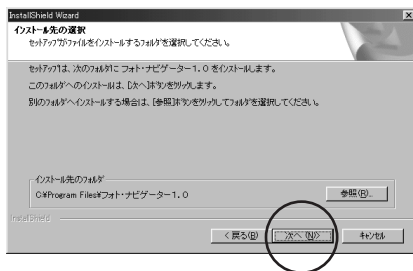 InstallShield Wizard
インストール先の選択
セットアップがファイルをインストールするフォルダを選択してください。
セットアップは、次のフォルダに フォト・ナビゲーター1.0 をインストールします。
このフォルダへのインストールは、[次へ]ボタンをクリックします。
別のフォルダへインストールする場合は、[参照]ボタンをクリックしてフォルダを選択してください。
インストール先のフォルダ
C:¥Program Files¥フォト・ナビゲーター1.0
参照(R)...
InstallShield
< 戻る(B)
次へ (N)>
キャンセル